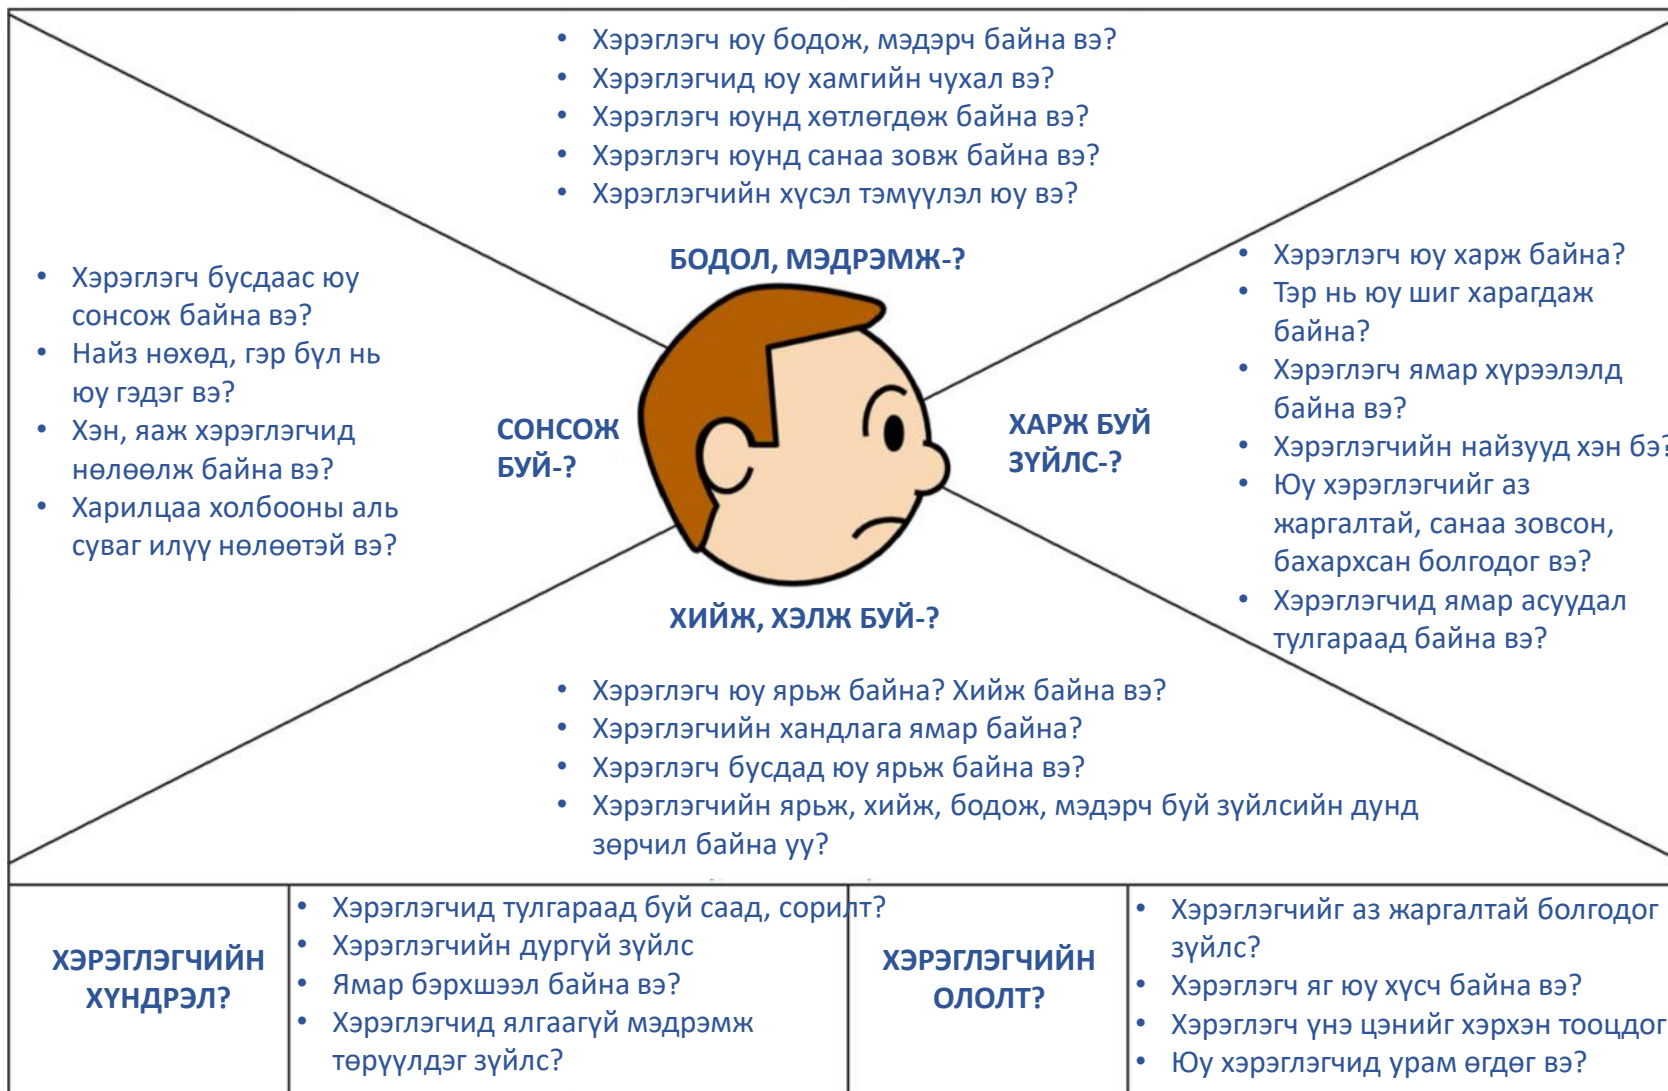 • Хэрэглэгч юу бодож, мэдэрч байна вэ?
• Хэрэглэгчид юу хамгийн чухал вэ?
• Хэрэглэгч юунд хөтлөгдөж байна вэ?
• Хэрэглэгч юунд санаа зовж байна вэ?
• Хэрэглэгчийн хүсэл тэмүүлэл юу вэ?
БОДОЛ, МЭДРЭМЖ-?
• Хэрэглэгч бусдаас юу
сонсож байна вэ?
• Найз нөхөд, гэр бүл нь
юу гэдэг вэ?
• Хэн, яаж хэрэглэгчид
нөлөөлж байна вэ?
• Харилцаа холбооны аль
суваг илүү нөлөөтэй вэ?
СОНСОЖ
БУЙ-?
ХАРЖ БУЙ
ЗҮЙЛС-?
• Хэрэглэгч юу харж байна?
• Тэр нь юу шиг харагдаж
байна?
• Хэрэглэгч ямар хүрээлэлд
байна вэ?
• Хэрэглэгчийн найзууд хэн бэ?
• Юу хэрэглэгчийг аз
жаргалтай, санаа зовсон,
бахархсан болгодог вэ?
• Хэрэглэгчид ямар асуудал
тулгараад байна вэ?
ХИЙЖ, ХЭЛЖ БУЙ-?
• Хэрэглэгч юу ярьж байна? Хийж байна вэ?
• Хэрэглэгчийн хандлага ямар байна?
• Хэрэглэгч бусдад юу ярьж байна вэ?
• Хэрэглэгчийн ярьж, хийж, бодож, мэдэрч буй зүйлсийн дунд
зөрчил байна уу?
ХЭРЭГЛЭГЧИЙН
ХҮНДРЭЛ?
• Хэрэглэгчид тулгараад буй саад, сорилт?
• Хэрэглэгчийн дургүй зүйлс
• Ямар бэрхшээл байна вэ?
• Хэрэглэгчид ялгаагүй мэдрэмж
төрүүлдэг зүйлс?
ХЭРЭГЛЭГЧИЙН
ОЛОЛТ?
• Хэрэглэгчийг аз жаргалтай болгодог
зүйлс?
• Хэрэглэгч яг юу хүсч байна вэ?
• Хэрэглэгч үнэ цэнийг хэрхэн тооцдог
• Юу хэрэглэгчид урам өгдөг вэ?